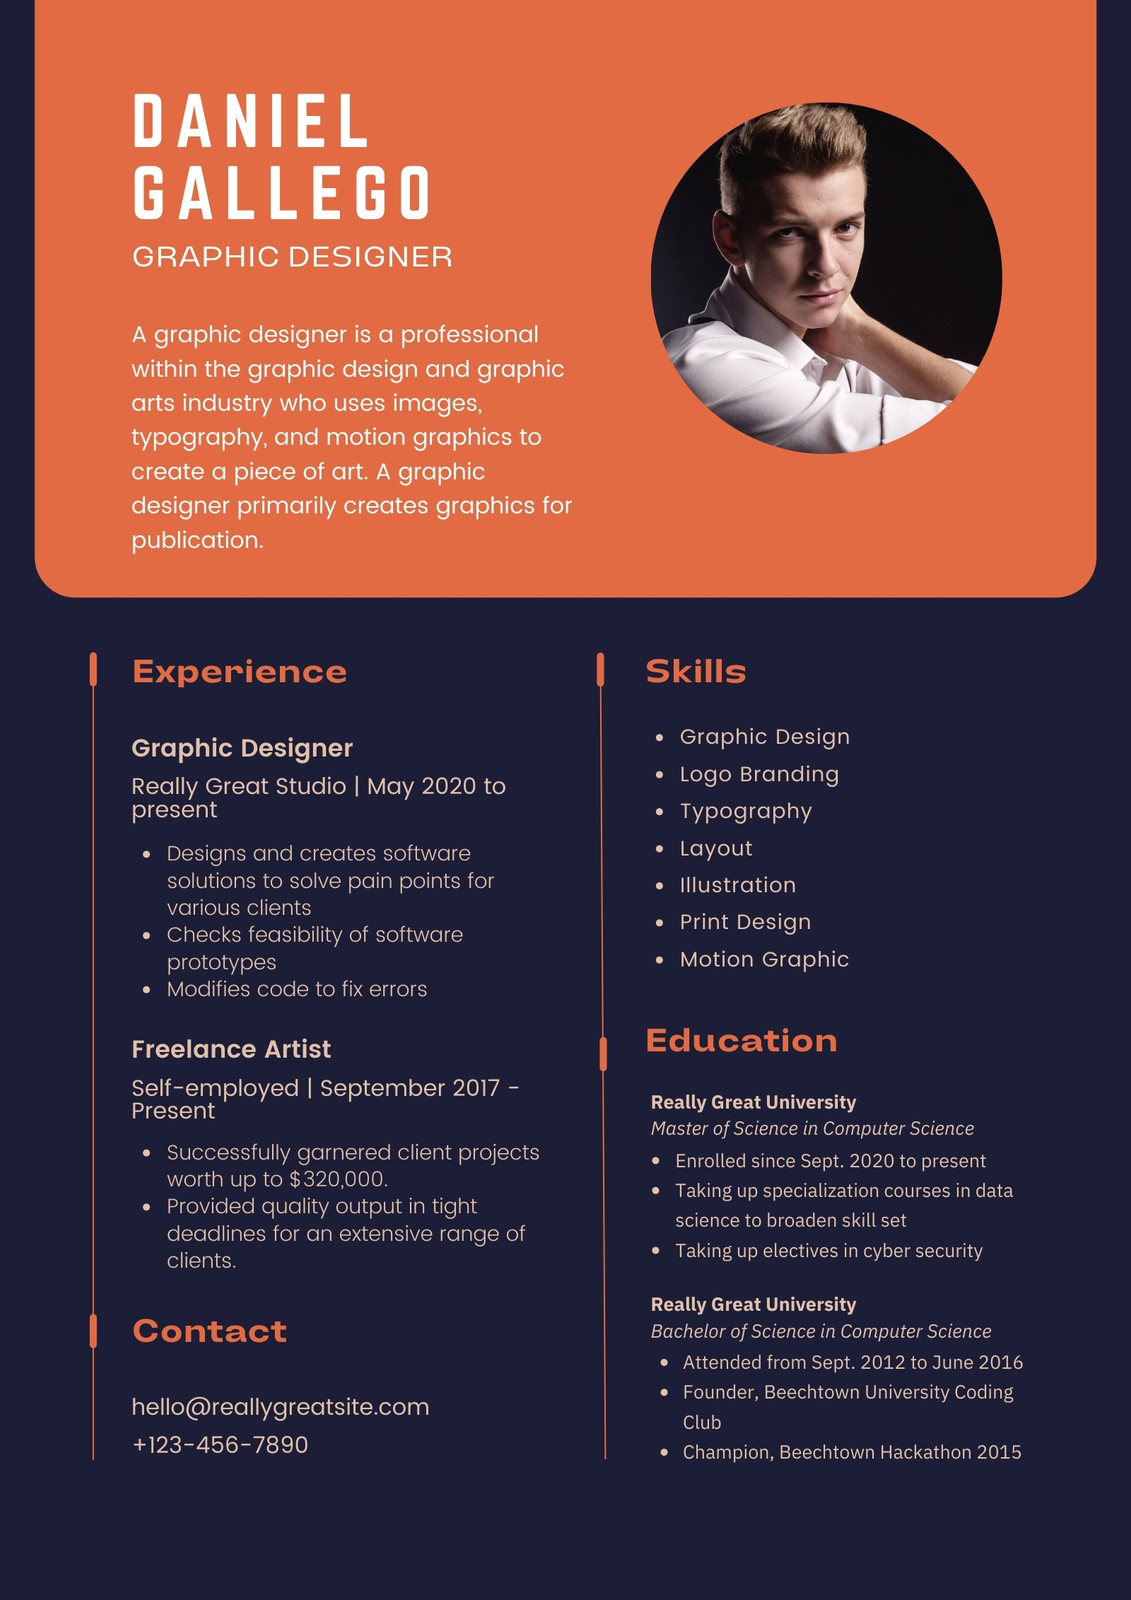 DANIEL
GALLEGO
GRAPHIC DESIGNER
A graphic designer is a professional
within the graphic design and graphic
arts industry who uses images,
typography, and motion graphics to
create a piece of art. A graphic
designer primarily creates graphics for
publication.
Experience
Graphic Designer
Really Great Studio | May 2020 to
present
• Designs and creates software
solutions to solve pain points for
various clients
• Checks feasibility of software
prototypes
• Modifies code to fix errors
Freelance Artist
Self-employed | September 2017 -
Present
• Successfully garnered client projects
worth up to $320,000.
• Provided quality output in tight
deadlines for an extensive range of
clients.
Contact
hello@reallygreatsite.com
+123-456-7890
Skills
• Graphic Design
• Logo Branding
• Typography
• Layout
• Illustration
• Print Design
• Motion Graphic
Education
Really Great University
Master of Science in Computer Science
• Enrolled since Sept. 2020 to present
• Taking up specialization courses in data
science to broaden skill set
• Taking up electives in cyber security
Really Great University
Bachelor of Science in Computer Science
• Attended from Sept. 2012 to June 2016
• Founder, Beechtown University Coding
Club
• Champion, Beechtown Hackathon 2015